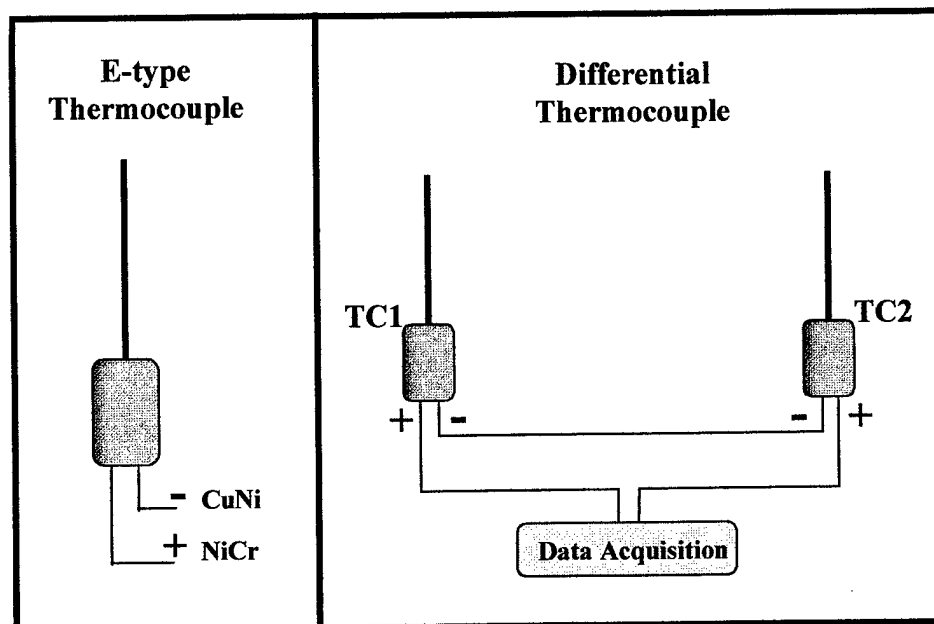 E-type
Thermocouple
- CuNi
+ NiCr
Differential
Thermocouple
TC1
TC2
+ - - +
Data Acquisition